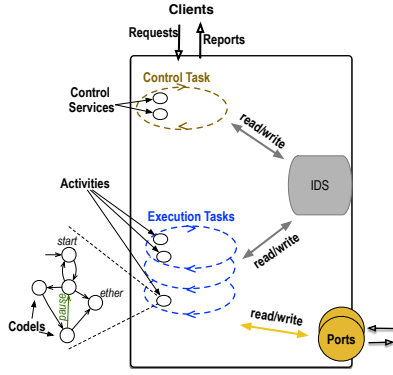 Clients
Requests
Reports
Control Task
Control
Services
read/write
Activities
IDS
Execution Tasks
read/write
start
pause
ether
Codels
read/write
Ports